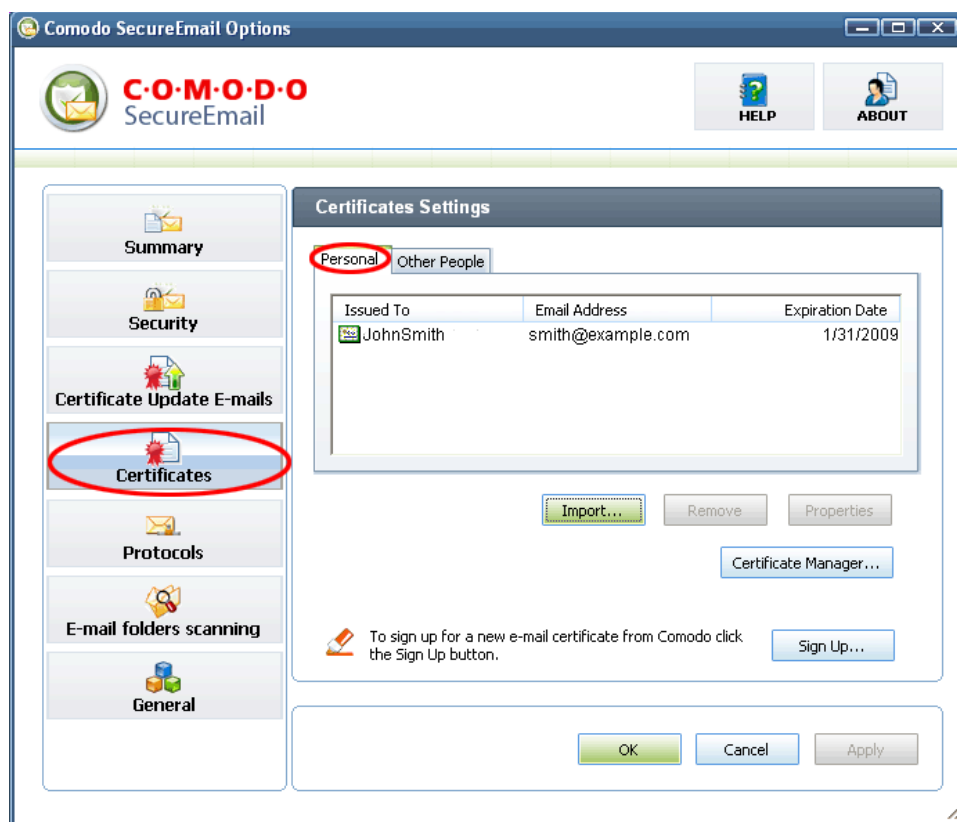 Comodo SecureEmail Options
C·O·M·O·D·O
SecureEmail
HELP
ABOUT
Summary
Security
Certificate Update E-mails
Certificates
Protocols
E-mail folders scanning
General
Certificates Settings
Personal
Other People
Issued To Email Address Expiration Date
JohnSmith smith@example.com 1/31/2009
Import...
Remove
Properties
Certificate Manager...
To sign up for a new e-mail certificate from Comodo click
the Sign Up button.
Sign Up...
OK
Cancel
Apply